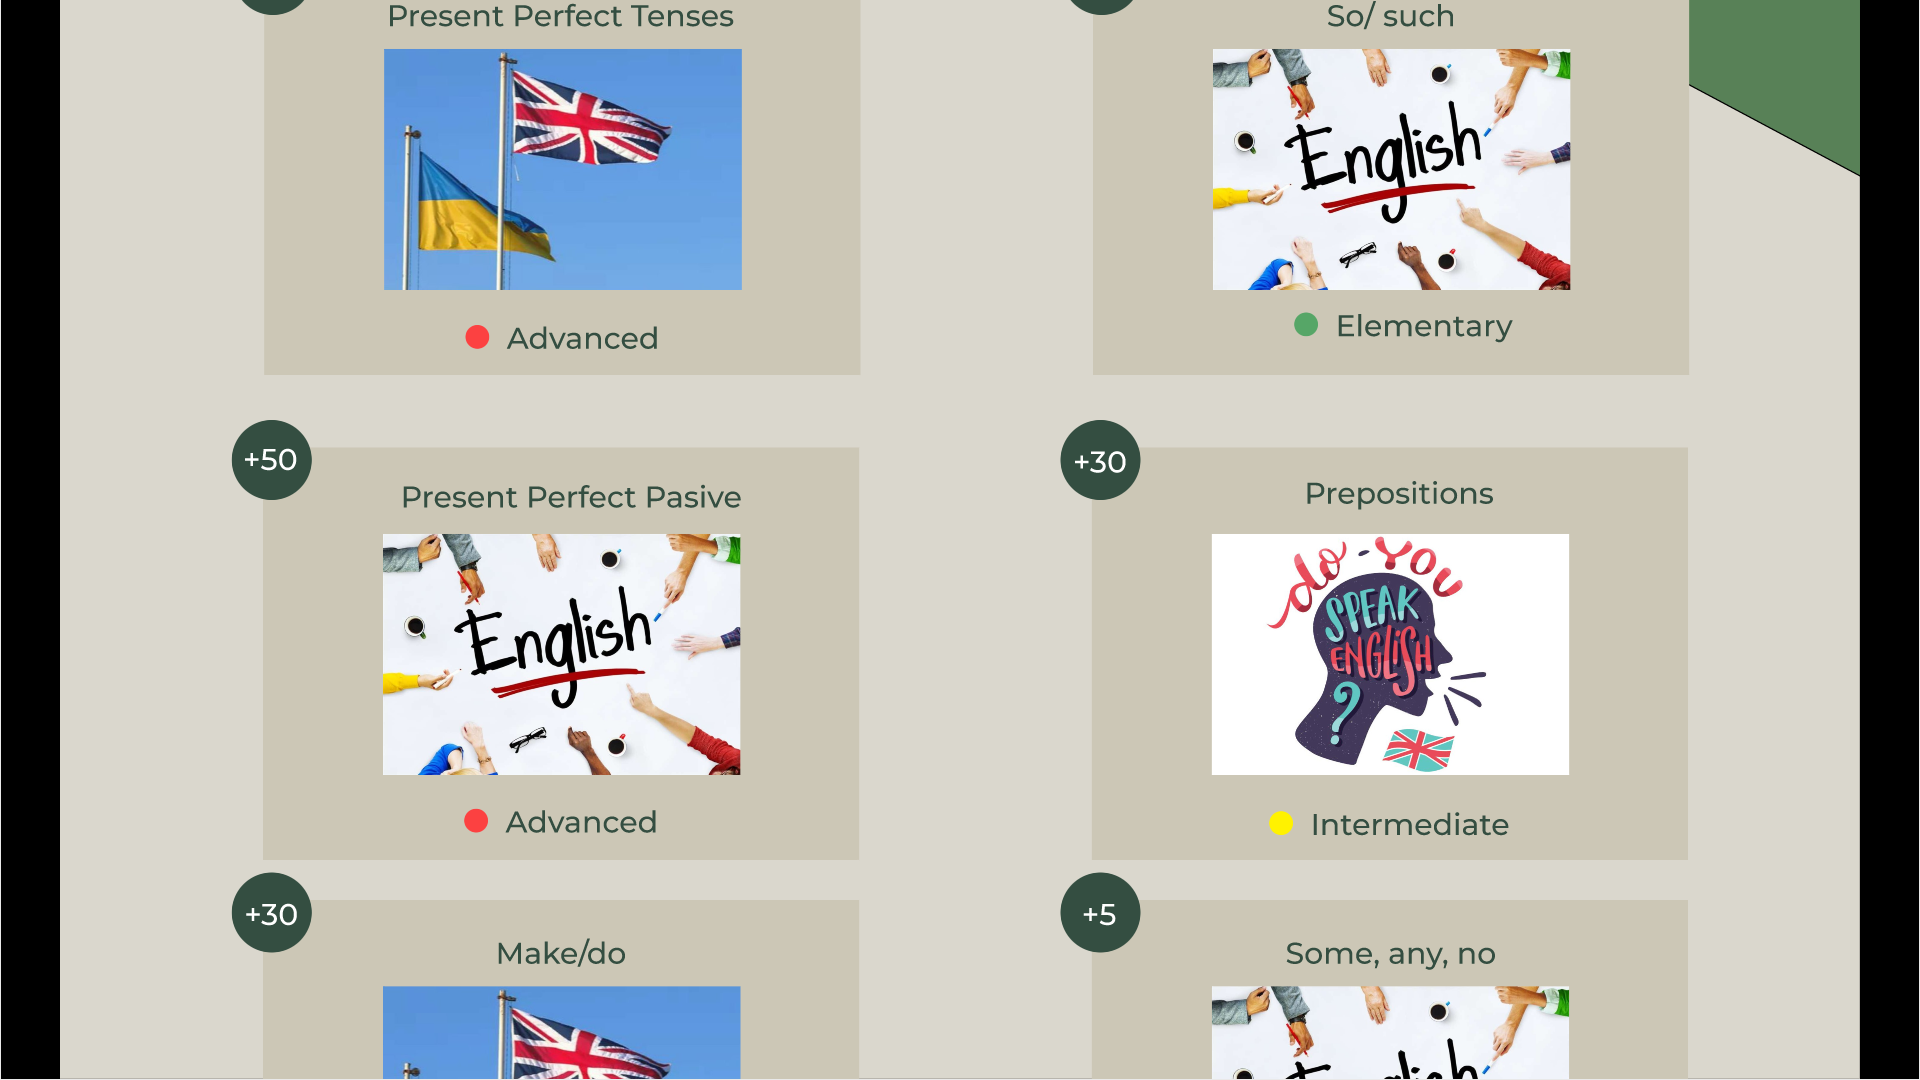 Present Perfect Tenses
So/ such
English
Advanced
Elementary
+50
Present Perfect Pasive
English
Advanced
+30
Prepositions
do you
SPEAK
ENGLISH
?
Intermediate
+30
Make/do
+5
Some, any, no
English